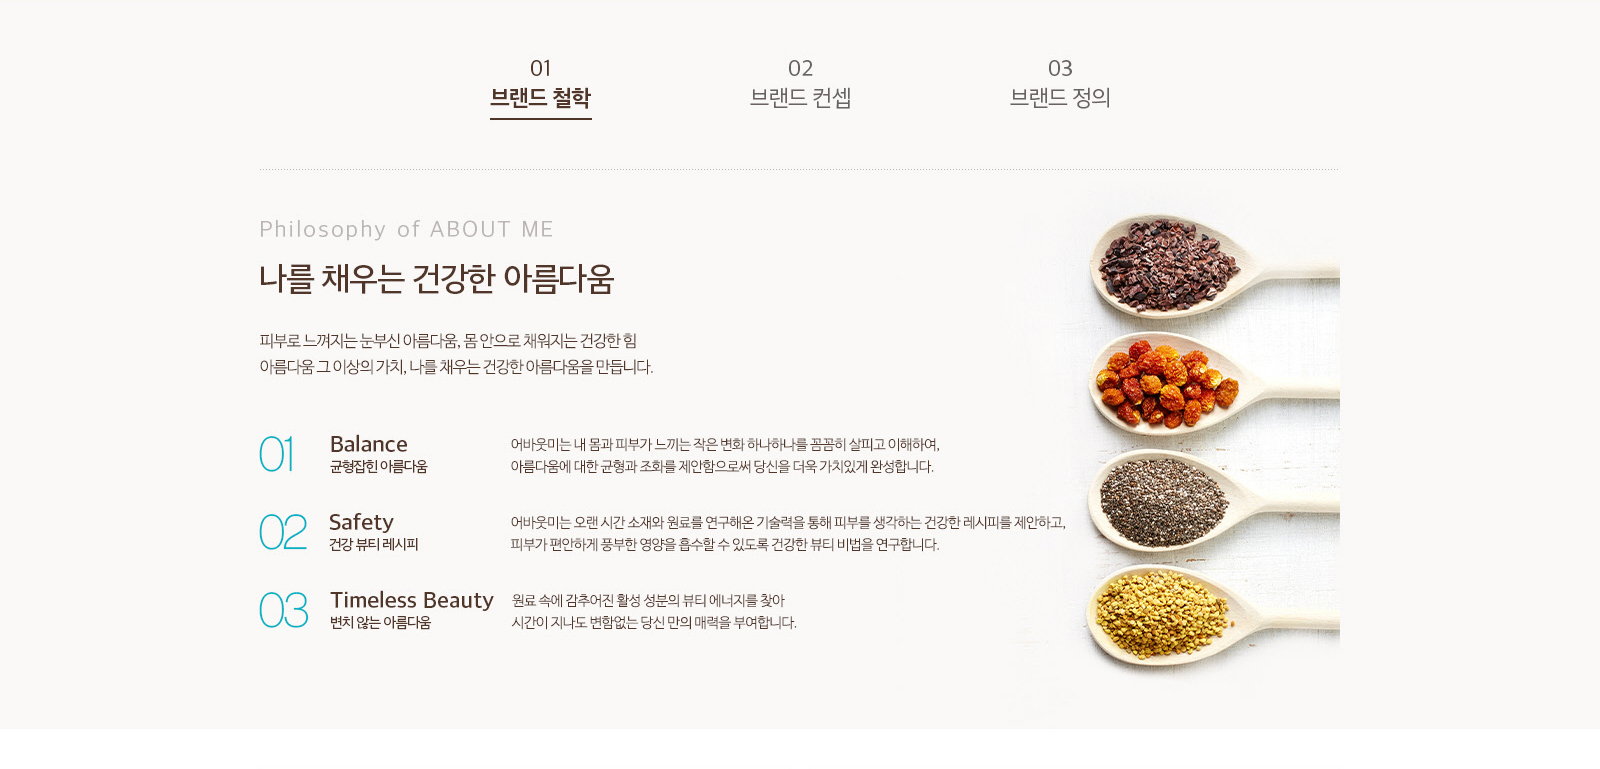 01
브랜드 철학
02
브랜드 컨셉
03
브랜드 정의
Philosophy of ABOUT ME
나를 채우는 건강한 아름다움
피부로 느껴지는 눈부신 아름다움, 몸 안으로 채워지는 건강한 힘
아름다움 그 이상의 가치, 나를 채우는 건강한 아름다움을 만듭니다.
01
Balance
균형잡힌 아름다움
어바웃미는 내 몸과 피부가 느끼는 작은 변화 하나하나를 꼼꼼히 살피고 이해하여,
아름다움에 대한 균형과 조화를 제안함으로써 당신을 더욱 가치있게 완성합니다.
02
Safety
건강 뷰티 레시피
어바웃미는 오랜 시간 소재와 원료를 연구해온 기술력을 통해 피부를 생각하는 건강한 레시피를 제안하고,
피부가 편안하게 풍부한 영양을 흡수할 수 있도록 건강한 뷰티 비법을 연구합니다.
03
Timeless Beauty
변치 않는 아름다움
원료 속에 감추어진 활성 성분의 뷰티 에너지를 찾아
시간이 지나도 변함없는 당신 만의 매력을 부여합니다.